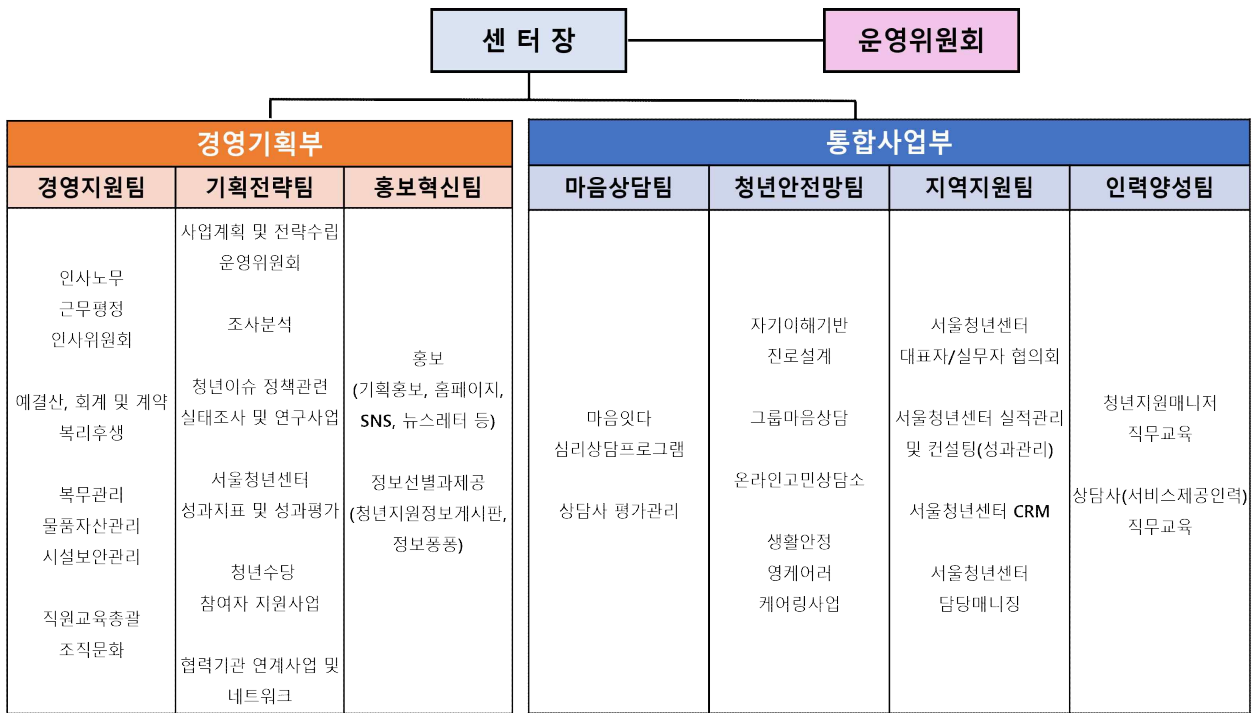 센 터 장
운영위원회
경영기획부
경영지원팀
기획전략팀
홍보혁신팀
인사노무
근무평정
인사위원회
예결산, 회계 및 계약
복리후생
복무관리
물품자산관리
시설보안관리
직원교육총괄
조직문화
사업계획 및 전략수립
운영위원회
조사분석
청년이슈 정책관련
실태조사 및 연구사업
서울청년센터
성과지표 및 성과평가
청년수당
참여자 지원사업
협력기관 연계사업 및
네트워크
홍보
(기획홍보, 홈페이지,
SNS, 뉴스레터 등)
정보선별과제공
(청년지원정보게시판,
정보퐁퐁)
통합사업부
마음상담팀
청년안전망팀
지역지원팀
인력양성팀
마음잇다
심리상담프로그램
상담사 평가관리
자기이해기반
진로설계
그룹마음상담
온라인고민상담소
생활안정
영케어러
케어링사업
서울청년센터
대표자/실무자 협의회
서울청년센터 실적관리
및 컨설팅(성과관리)
서울청년센터 CRM
서울청년센터
담당매니징
청년지원매니저
직무교육
상담사(서비스제공인력)
직무교육